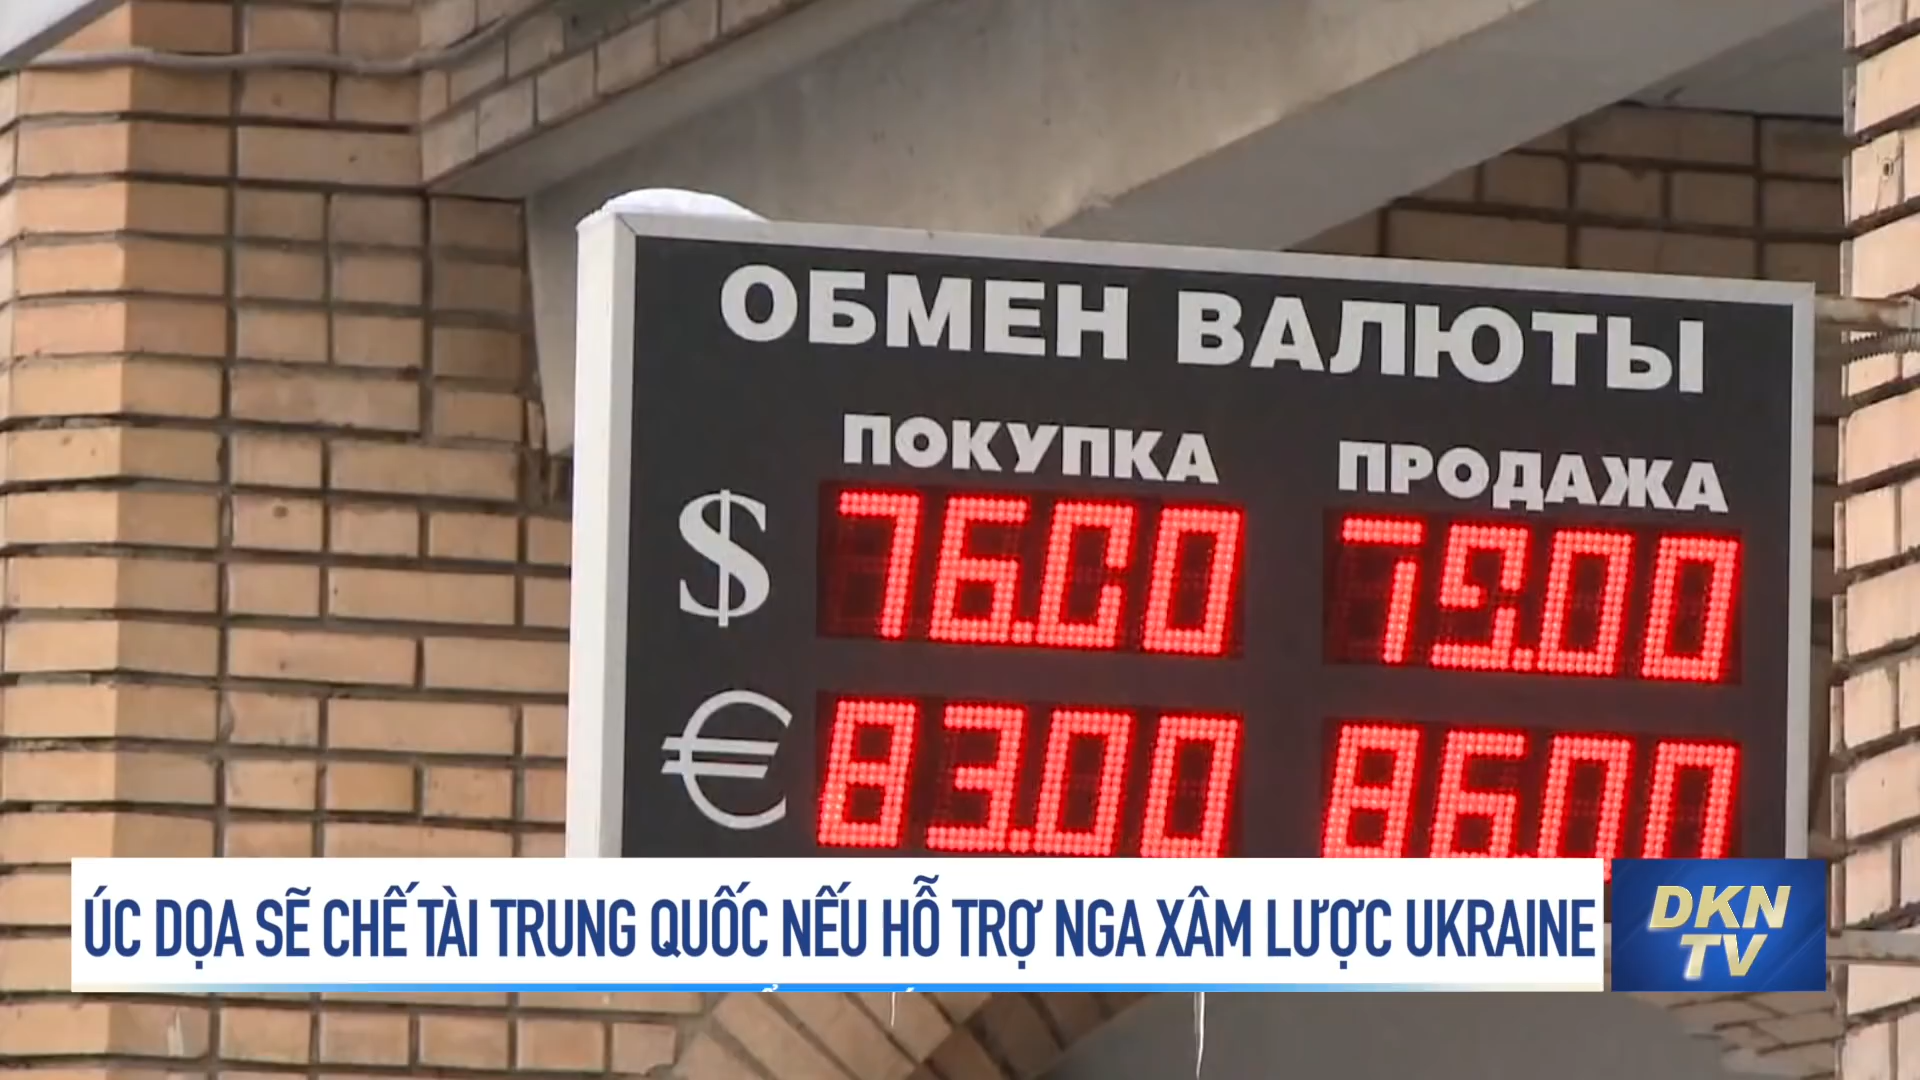 ОБМЕН ВАЛЮТЫ
ПОКУПКА ПРОДАЖА
$ 76.00 79.00
€ 83.00 86.00
ÚC DỌA SẼ CHẾ TÀI TRUNG QUỐC NẾU HỖ TRỢ NGA XÂM LƯỢC UKRAINE
DKN
TV